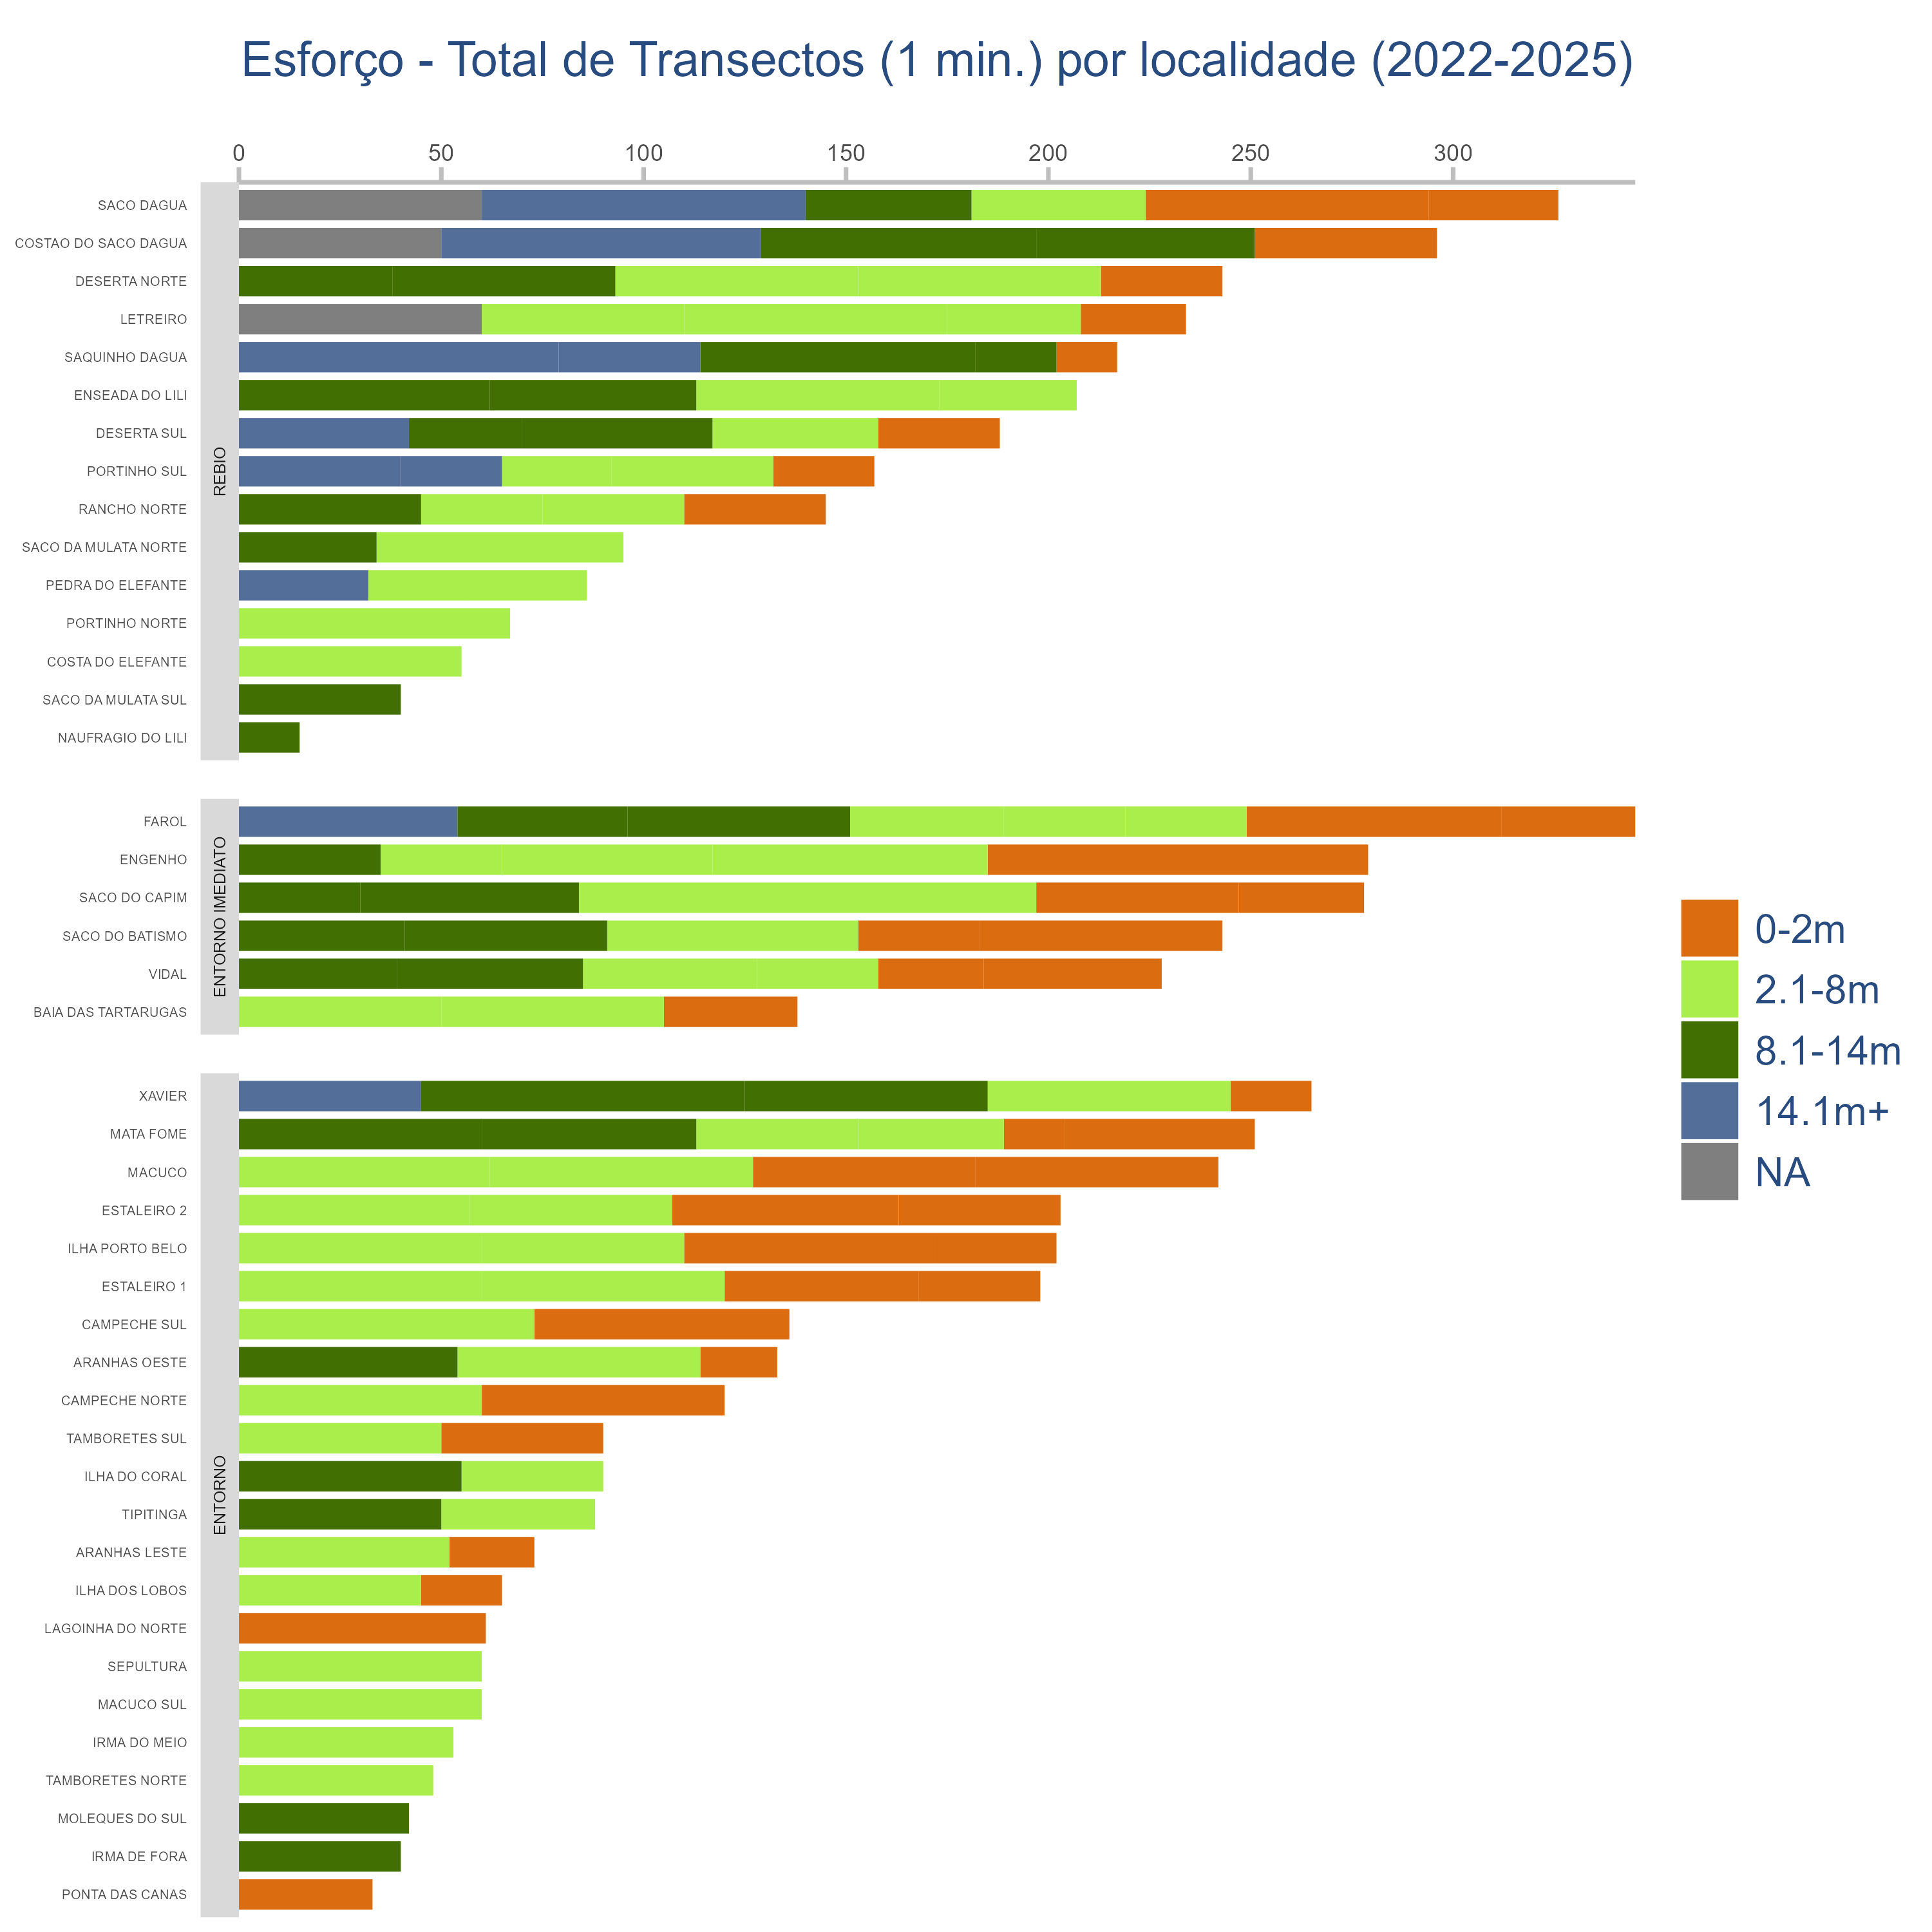 Esforço - Total de Transectos (1 min.) por localidade (2022-2025)
0 50 100 150 200 250 300
REBIO
SACO DAGUA
COSTAO DO SACO DAGUA
DESERTA NORTE
LETREIRO
SAQUINHO DAGUA
ENSEADA DO LILI
DESERTA SUL
PORTINHO SUL
RANCHO NORTE
SACO DA MULATA NORTE
PEDRA DO ELEFANTE
PORTINHO NORTE
COSTA DO ELEFANTE
SACO DA MULATA SUL
NAUFRAGIO DO LILI
ENTORNO IMEDIATO
FAROL
ENGENHO
SACO DO CAPIM
SACO DO BATISMO
VIDAL
BAIA DAS TARTARUGAS
ENTORNO
XAVIER
MATA FOME
MACUCO
ESTALEIRO 2
ILHA PORTO BELO
ESTALEIRO 1
CAMPECHE SUL
ARANHAS OESTE
CAMPECHE NORTE
TAMBORETES SUL
ILHA DO CORAL
TIPITINGA
ARANHAS LESTE
ILHA DOS LOBOS
LAGOINHA DO NORTE
SEPULTURA
MACUCO SUL
IRMA DO MEIO
TAMBORETES NORTE
MOLEQUES DO SUL
IRMA DE FORA
PONTA DAS CANAS
0-2m
2.1-8m
8.1-14m
14.1m+
NA